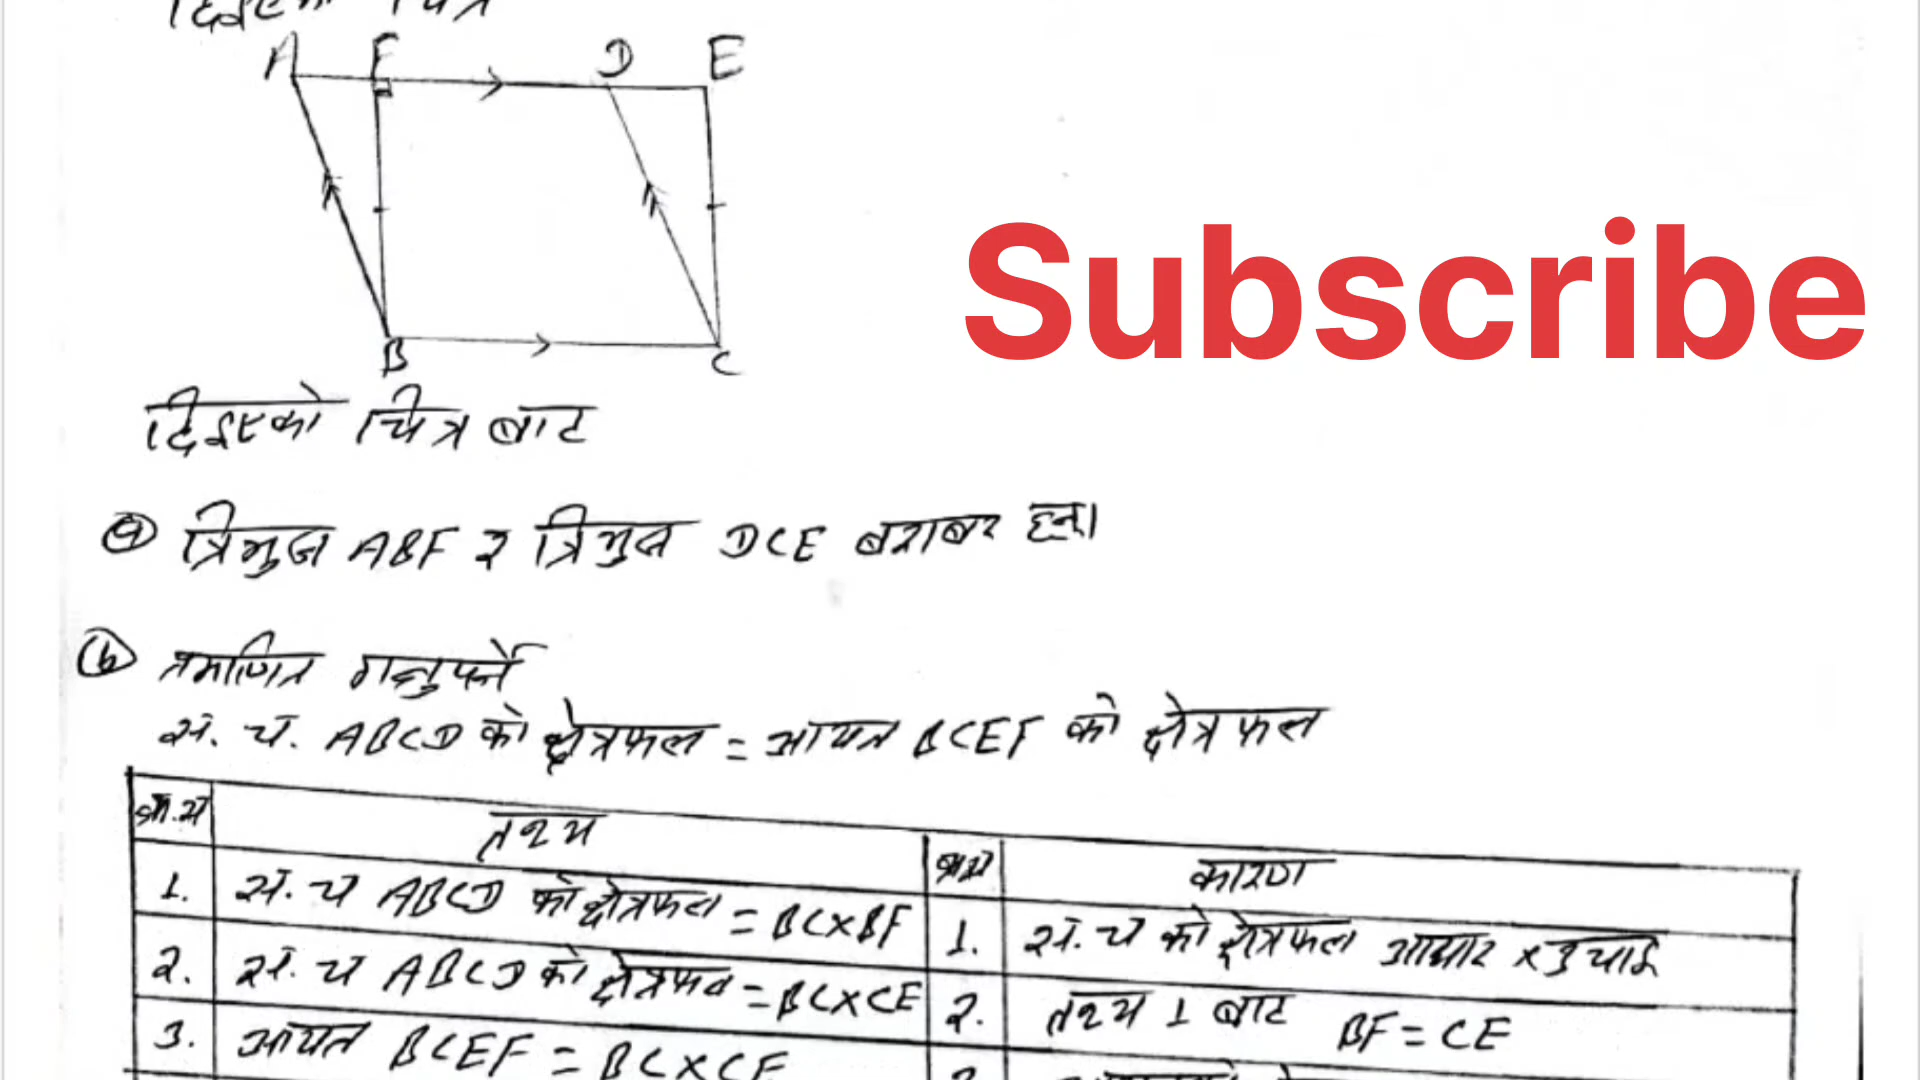 दिइएको चित्र
A F D E
B C
Subscribe
दिइएको चित्र बाट
ⓐ त्रिभुज ABF र त्रिभुज DCE बराबर हुन्।
ⓑ प्रमाणित गर्नुपर्ने
स. च. ABCD को क्षेत्रफल = आयत BCEF को क्षेत्रफल
क्र.सं तथ्य क्र.सं कारण
1. स. च ABCD को क्षेत्रफल = BC×BF 1. स. च को क्षेत्रफल आधार × उचाई
2. स. च ABCD को क्षेत्रफल = BC×CE 2. तथ्य 1 बाट BF = CE
3. आयत BCEF = BC×CE 3.